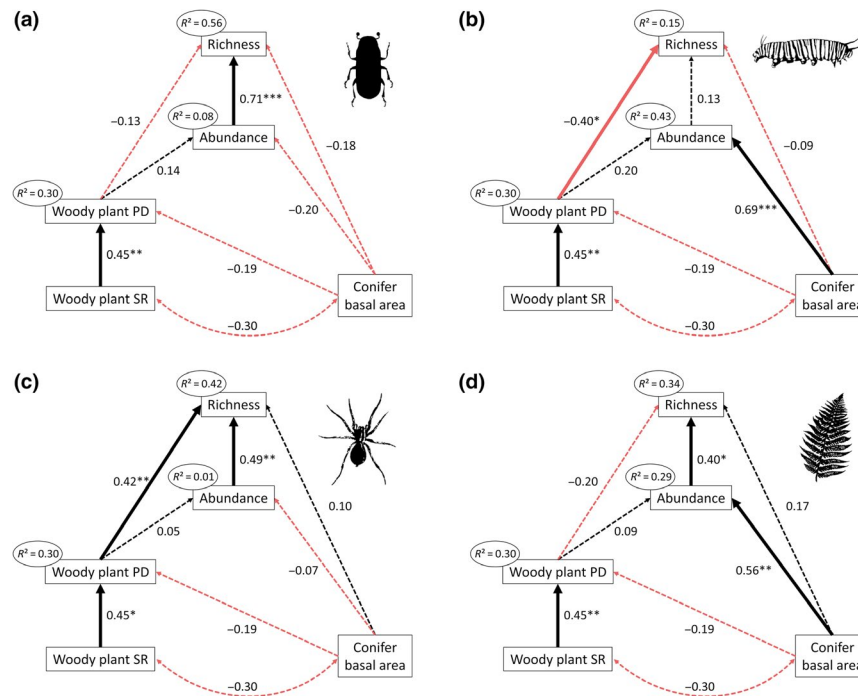 (a)
R² = 0.56
Richness
−0.13
0.71***
R² = 0.08
Abundance
−0.18
0.14
R² = 0.30
Woody plant PD
−0.20
0.45**
−0.19
Woody plant SR
Conifer
basal area
−0.30
(b)
R² = 0.15
Richness
−0.40*
0.13
R² = 0.43
Abundance
−0.09
0.20
R² = 0.30
Woody plant PD
0.69***
0.45**
−0.19
Woody plant SR
Conifer
basal area
−0.30
(c)
R² = 0.42
Richness
0.42**
0.49**
R² = 0.01
Abundance
0.10
0.05
R² = 0.30
Woody plant PD
−0.07
0.45*
−0.19
Woody plant SR
Conifer
basal area
−0.30
(d)
R² = 0.34
Richness
−0.20
0.40*
R² = 0.29
Abundance
0.17
0.09
R² = 0.30
Woody plant PD
0.56**
0.45**
−0.19
Woody plant SR
Conifer
basal area
−0.30